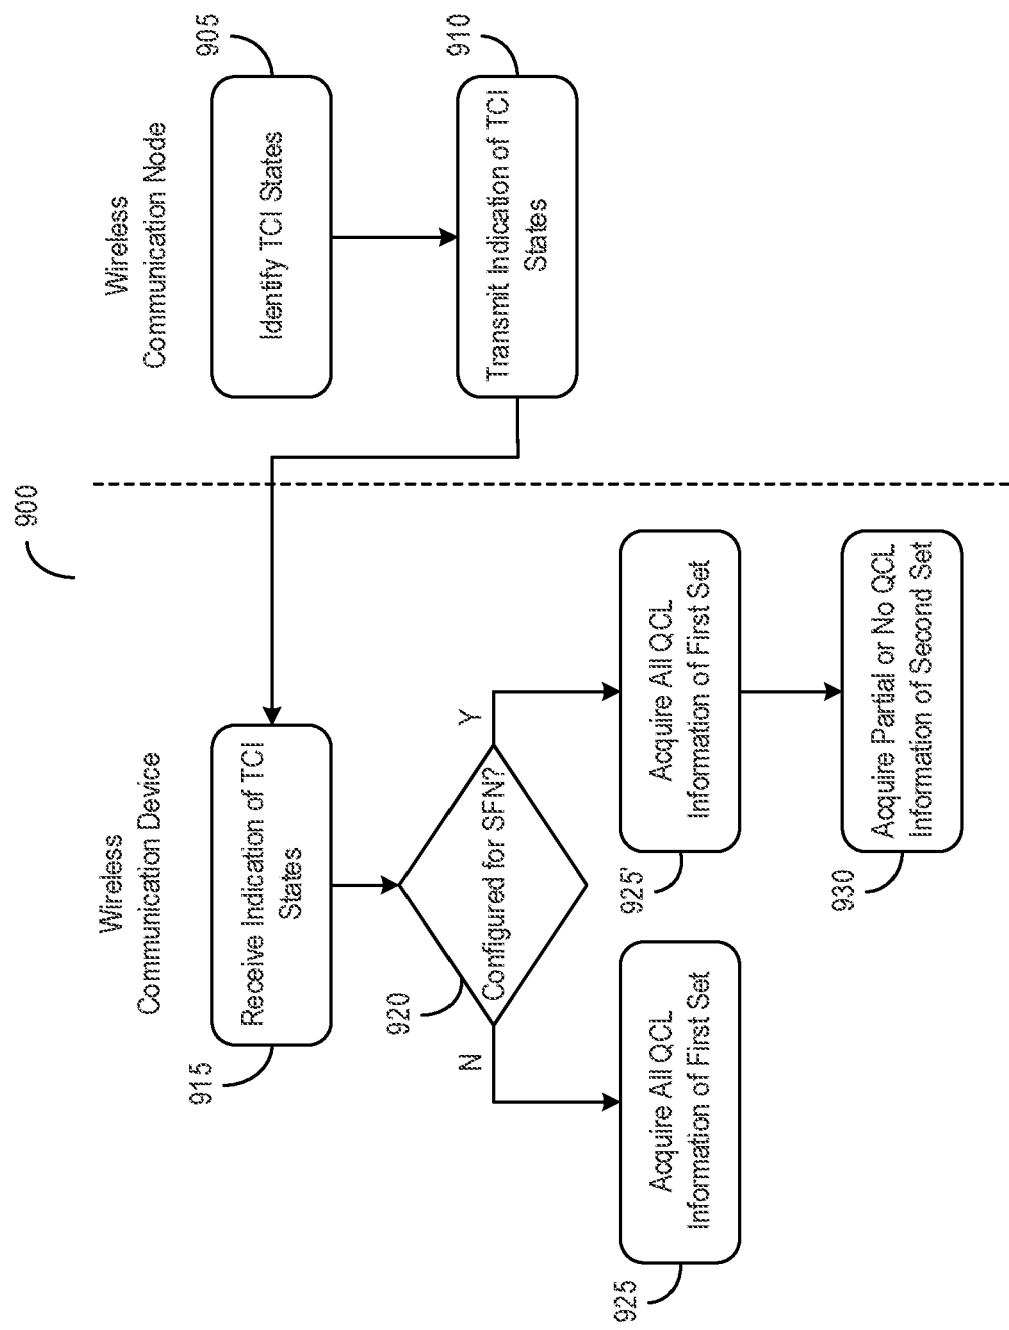 900
Wireless
Communication Device
Wireless
Communication Node
905
Identify TCI States
910
Transmit Indication of TCI
States
915
Receive Indication of TCI
States
920
Configured for SFN?
N
Y
925
Acquire All QCL
Information of First Set
925'
Acquire All QCL
Information of First Set
930
Acquire Partial or No QCL
Information of Second Set